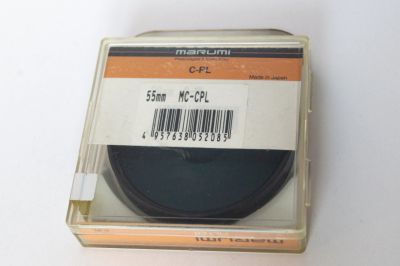 marumi
C-PL
Made in Japan
55mm MC-CPL
4 957638 052085
marumi